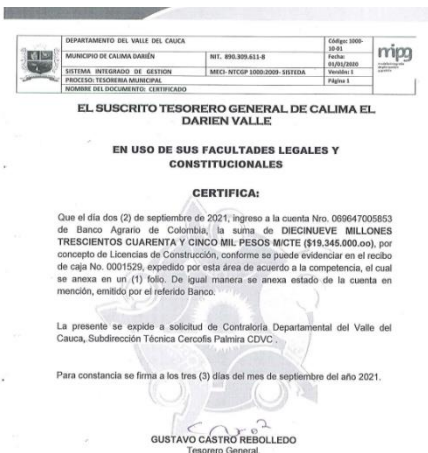 DEPARTAMENTO DEL VALLE DEL CAUCA
Código: 1000-
10-01
MUNICIPIO DE CALIMA DARIÉN
NIT. 890.309.611-8
Fecha:
01/01/2020
mipg
SISTEMA INTEGRADO DE GESTION
MECI- NTCGP 1000:2009- SISTEDA
Versión: 1
PROCESO: TESORERIA MUNICIPAL
Página 1
NOMBRE DEL DOCUMENTO: CERTIFICADO
EL SUSCRITO TESORERO GENERAL DE CALIMA EL
DARIEN VALLE
EN USO DE SUS FACULTADES LEGALES Y
CONSTITUCIONALES
CERTIFICA:
Que el día dos (2) de septiembre de 2021, ingreso a la cuenta Nro. 069647005853
de Banco Agrario de Colombia, la suma de DIECINUEVE MILLONES
TRESCIENTOS CUARENTA Y CINCO MIL PESOS M/CTE ($19.345.000.oo), por
concepto de Licencias de Construcción, conforme se puede evidenciar en el recibo
de caja No. 0001529, expedido por esta área de acuerdo a la competencia, el cual
se anexa en un (1) folio. De igual manera se anexa estado de la cuenta en
mención, emitido por el referido Banco.
La presente se expide a solicitud de Contraloría Departamental del Valle del
Cauca, Subdirección Técnica Cercofis Palmira CDVC .
Para constancia se firma a los tres (3) días del mes de septiembre del año 2021.
GUSTAVO CASTRO REBOLLEDO
Tesorero General